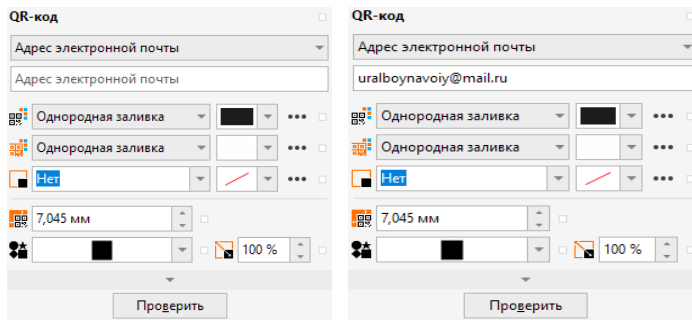 QR-код
Адрес электронной почты
Адрес электронной почты
Однородная заливка
Однородная заливка
Нет
7,045 мм
100 %
Проверить
QR-код
Адрес электронной почты
uralboynavoiy@mail.ru
Однородная заливка
Однородная заливка
Нет
7,045 мм
100 %
Проверить